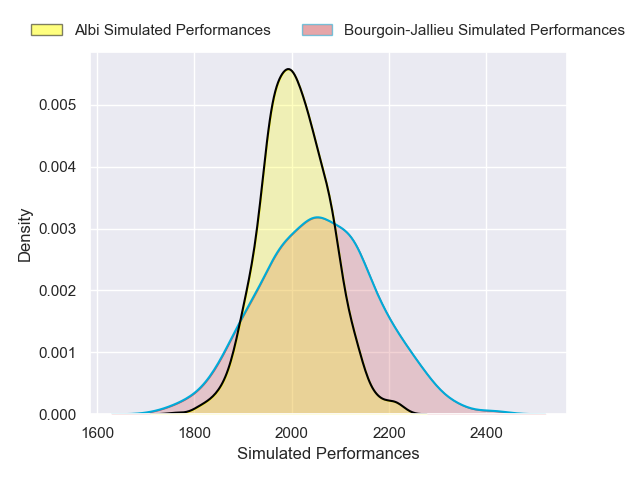 Albi Simulated Performances
Bourgoin-Jallieu Simulated Performances
Density
0.005
0.004
0.003
0.002
0.001
0.000
1600 1800 2000 2200 2400
Simulated Performances